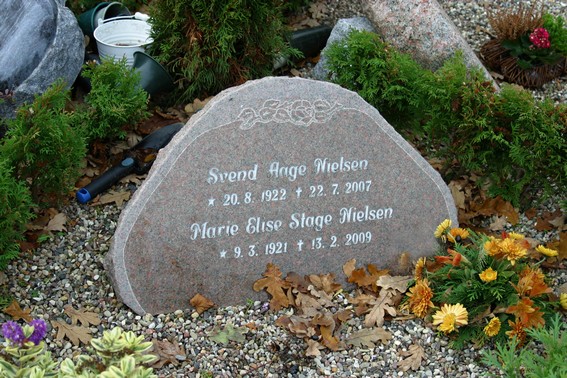 Svend Aage Nielsen
* 20. 8. 1922 ✝ 22. 7. 2007
Marie Elise Stage Nielsen
* 9. 3. 1921 ✝ 13. 2. 2009